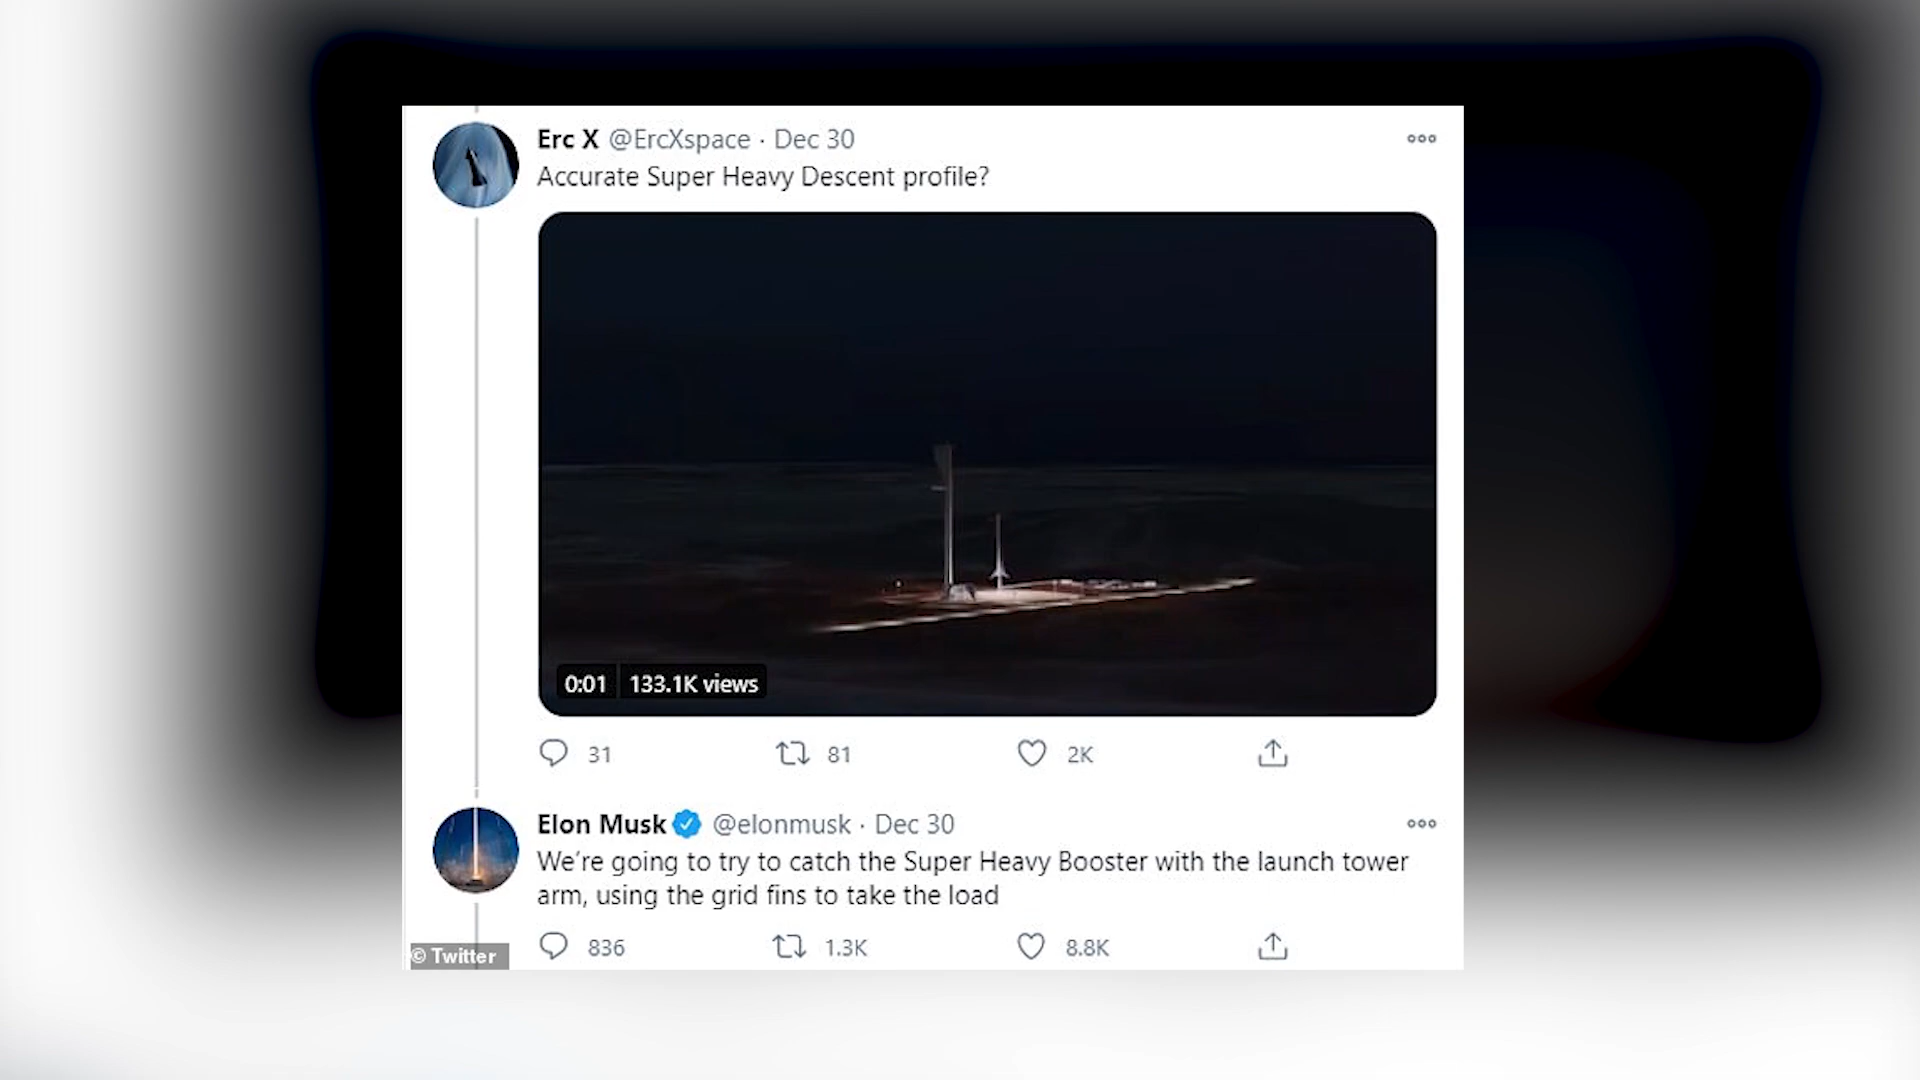 Erc X @ErcXspace · Dec 30
Accurate Super Heavy Descent profile?
0:01 133.1K views
31 81 2K
Elon Musk @elonmusk · Dec 30
We're going to try to catch the Super Heavy Booster with the launch tower
arm, using the grid fins to take the load
836 1.3K 8.8K
© Twitter